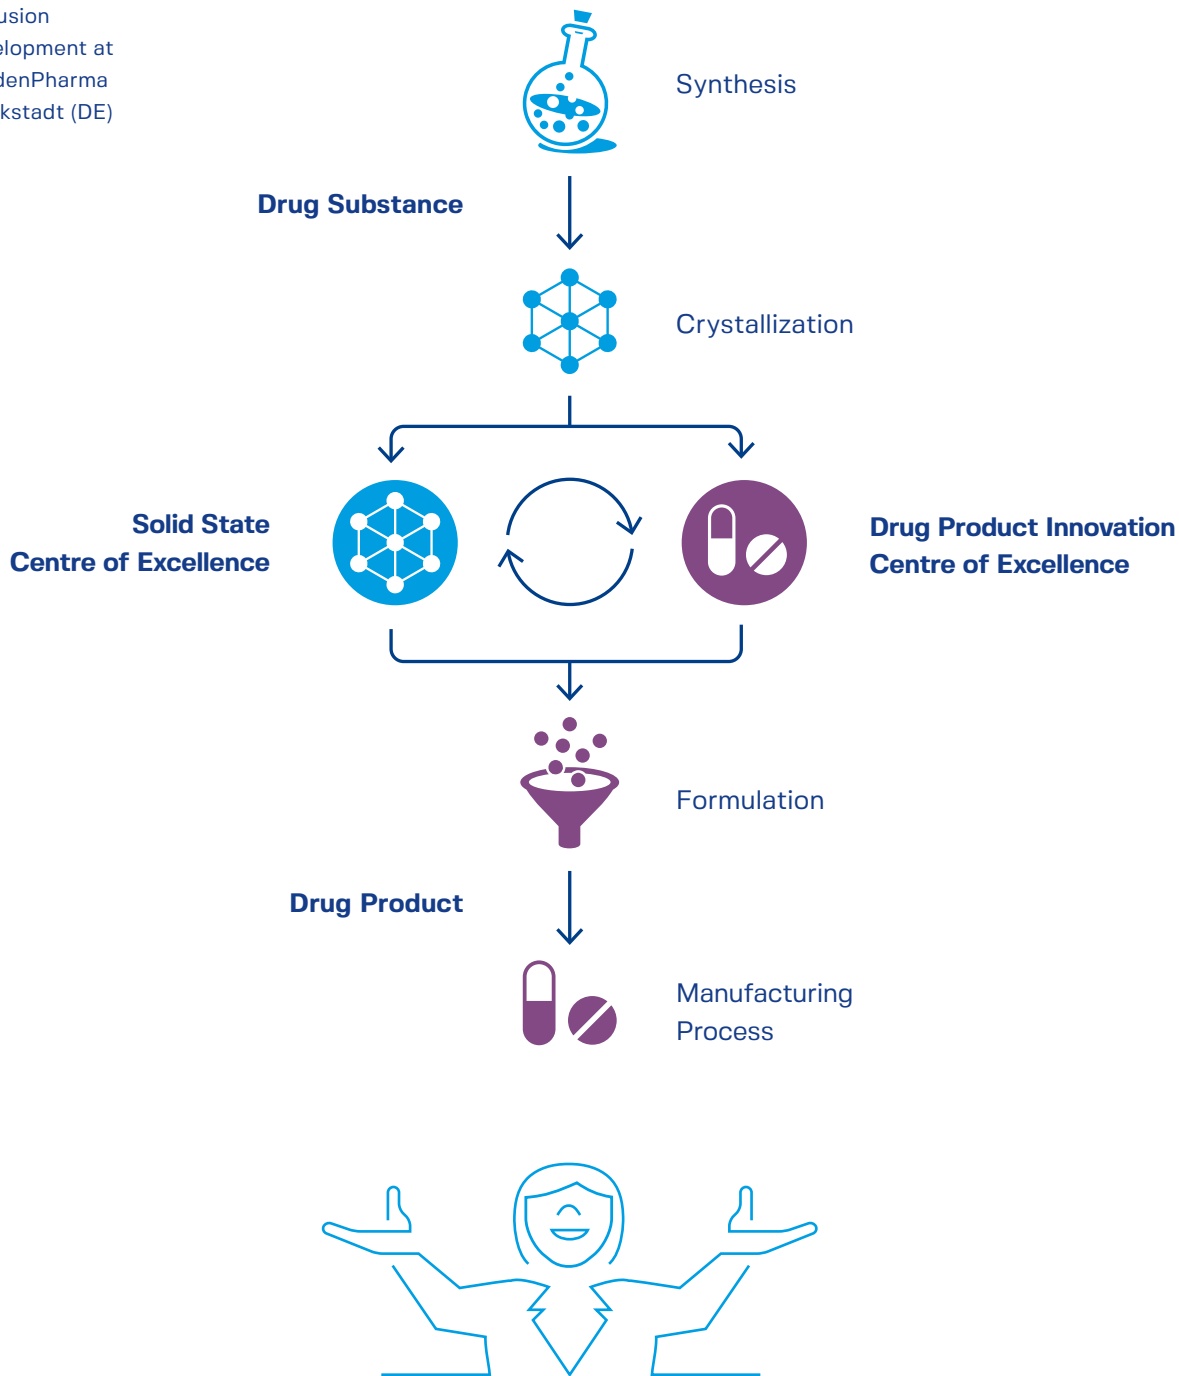 usion
elopment at
denPharma
kstadt (DE)
Synthesis
Drug Substance
Crystallization
Solid State
Centre of Excellence
Drug Product Innovation
Centre of Excellence
Formulation
Drug Product
Manufacturing
Process